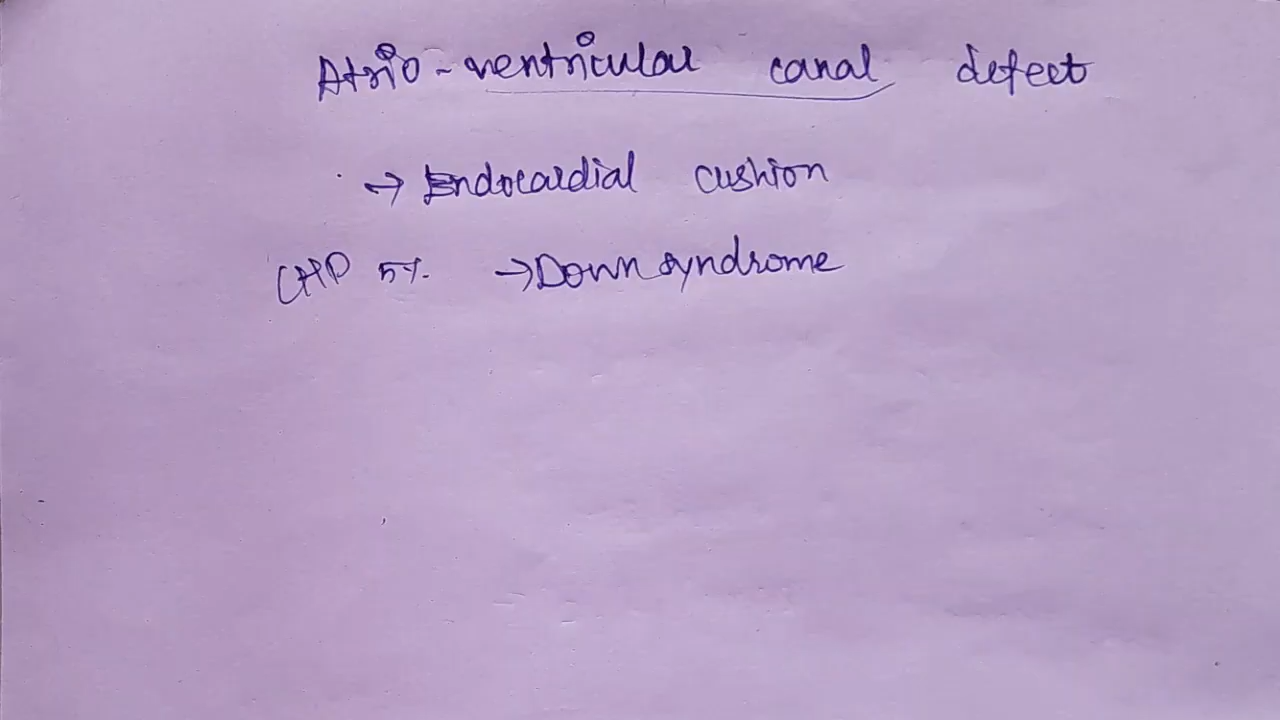 Atrio-ventricular canal defect
→ Endocardial cushion
CHD 5% → Down syndrome